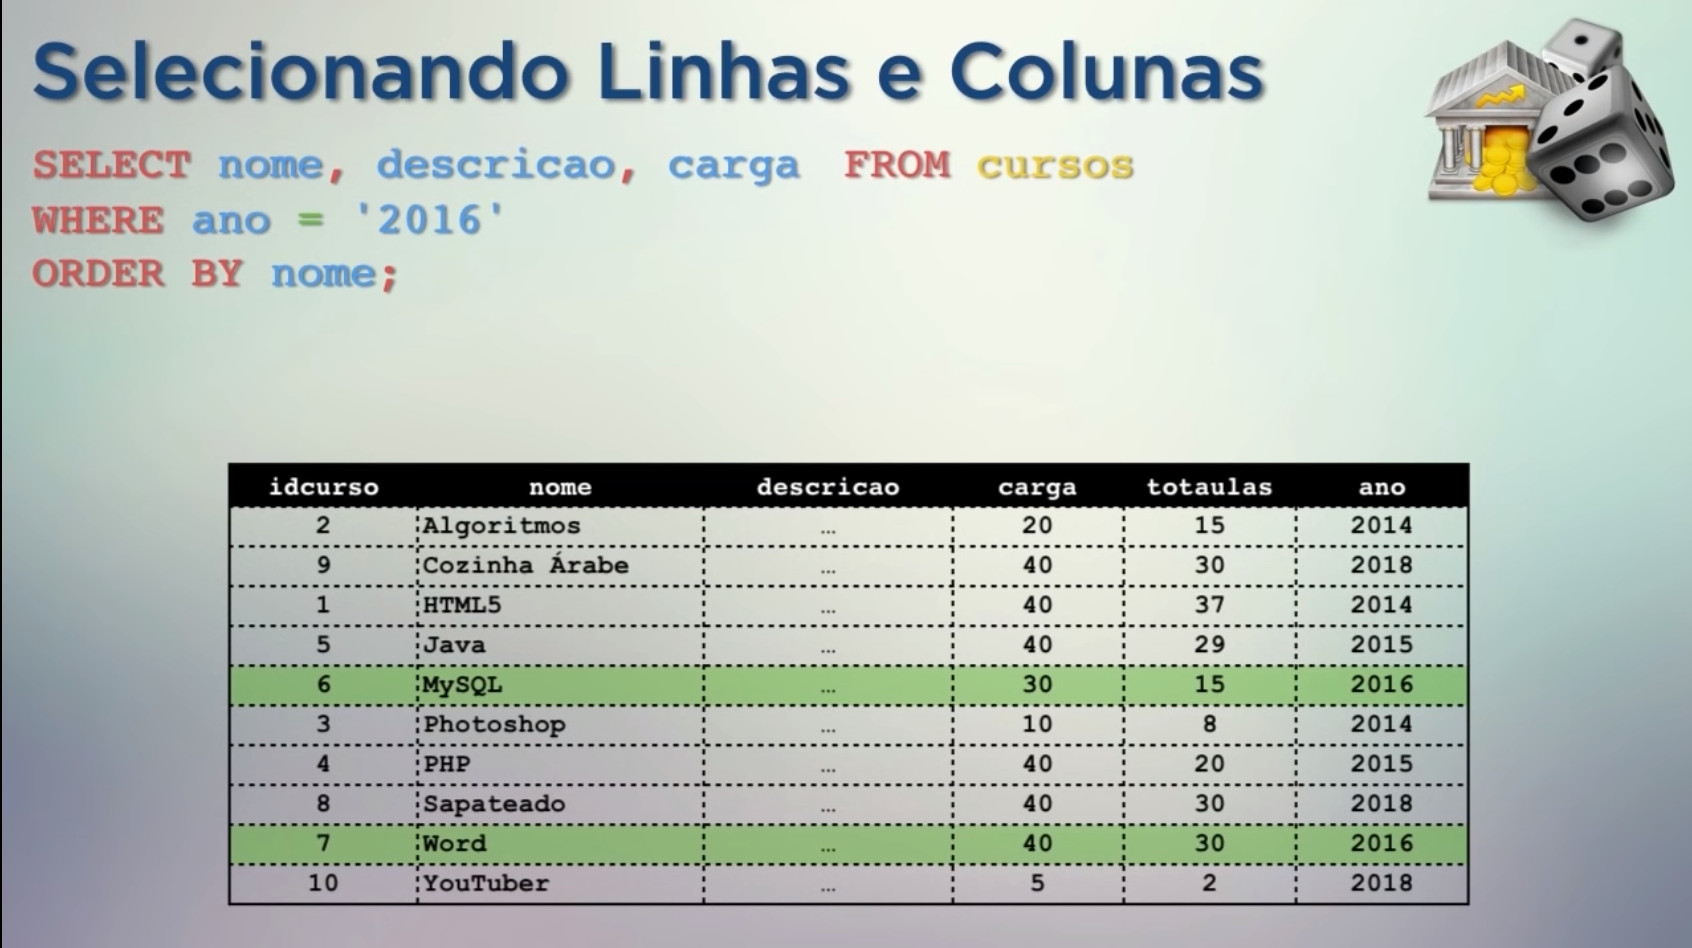 Selecionando Linhas e Colunas
SELECT nome, descricao, carga FROM cursos
WHERE ano = '2016'
ORDER BY nome;
idcurso nome descricao carga totaulas ano
2 Algoritmos ... 20 15 2014
9 Cozinha Árabe ... 40 30 2018
1 HTML5 ... 40 37 2014
5 Java ... 40 29 2015
6 MySQL ... 30 15 2016
3 Photoshop ... 10 8 2014
4 PHP ... 40 20 2015
8 Sapateado ... 40 30 2018
7 Word ... 40 30 2016
10 YouTuber ... 5 2 2018